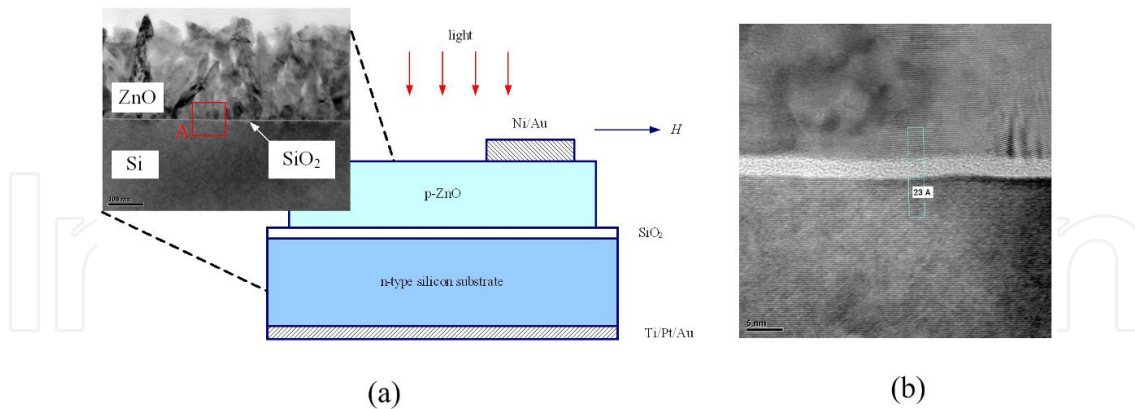 light
ZnO
A
Si
SiO2
100 nm
Ni/Au
H
p-ZnO
SiO2
n-type silicon substrate
Ti/Pt/Au
23 A
5 nm
(a)
(b)